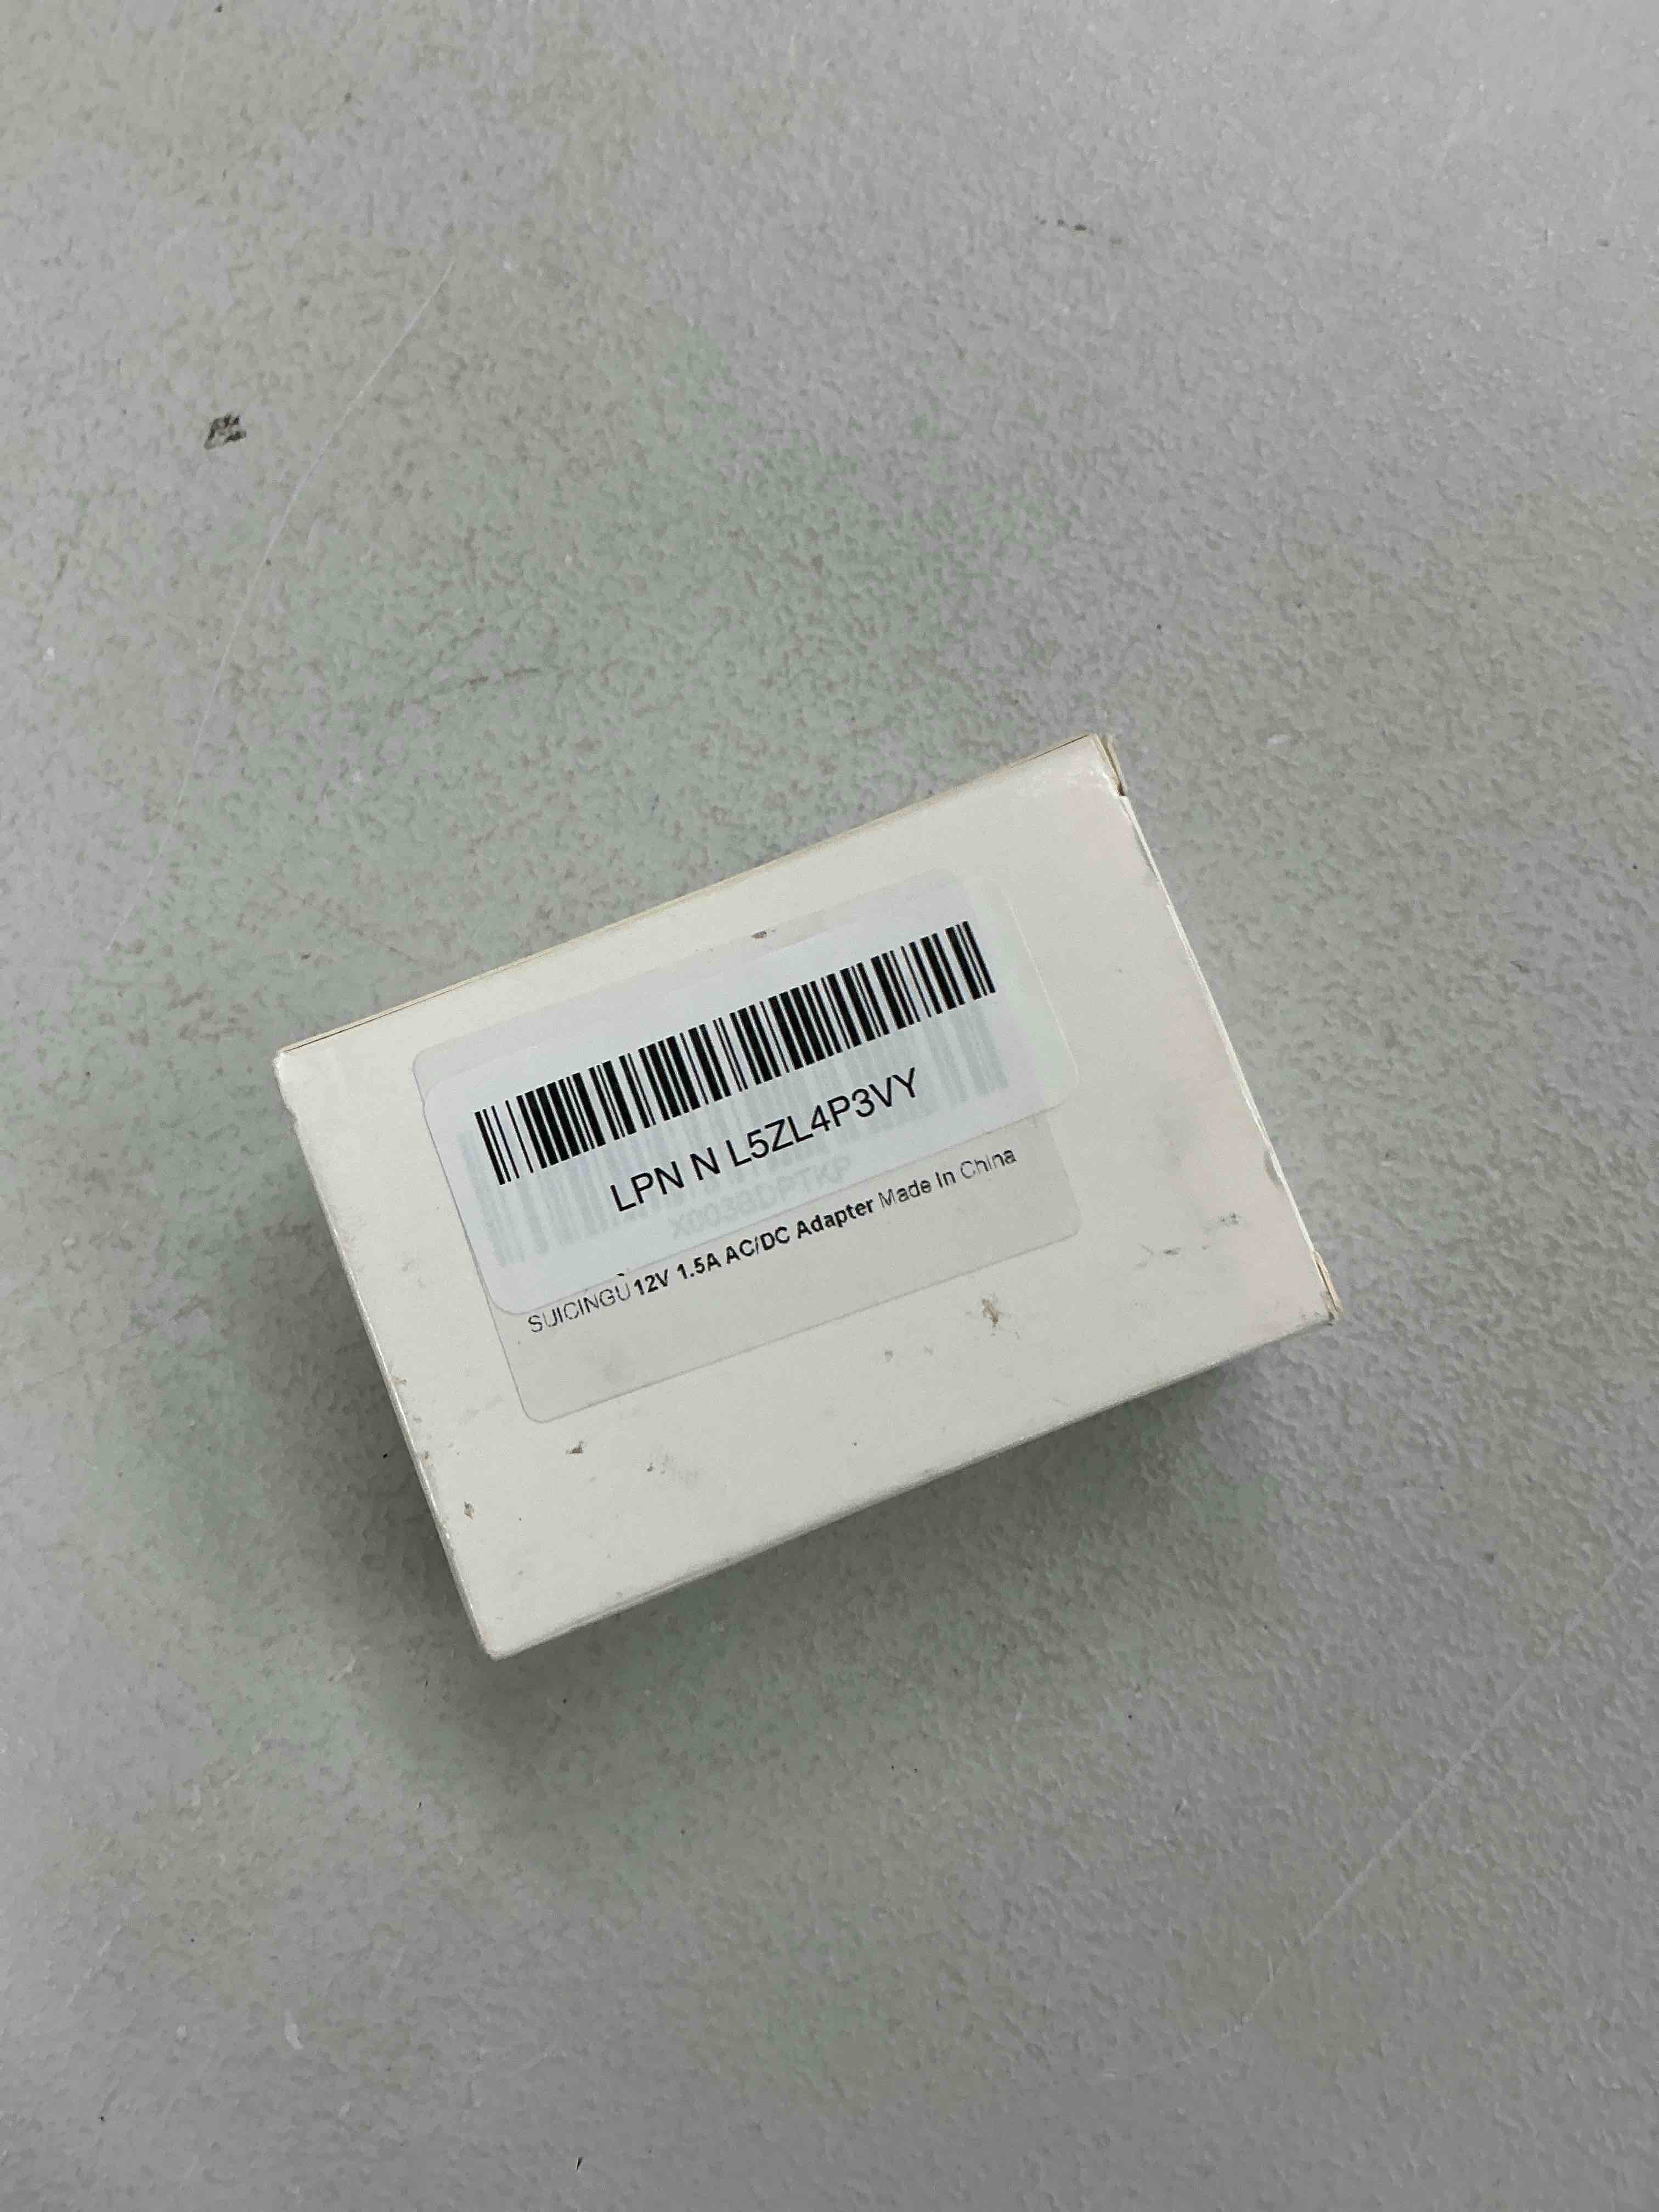 LPN N L5ZL4P3VY
X003BDPTKP
SUICINGU 12V 1.5A AC/DC Adapter Made In China